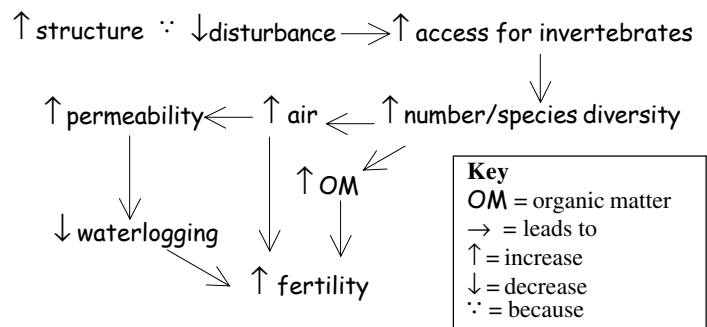 ↑ structure ∵ ↓disturbance → ↑ access for invertebrates
↑ permeability ← ↑ air ← ↑ number/species diversity
↑ OM
↓ waterlogging
↑ fertility
Key
OM = organic matter
→ = leads to
↑ = increase
↓ = decrease
∵ = because